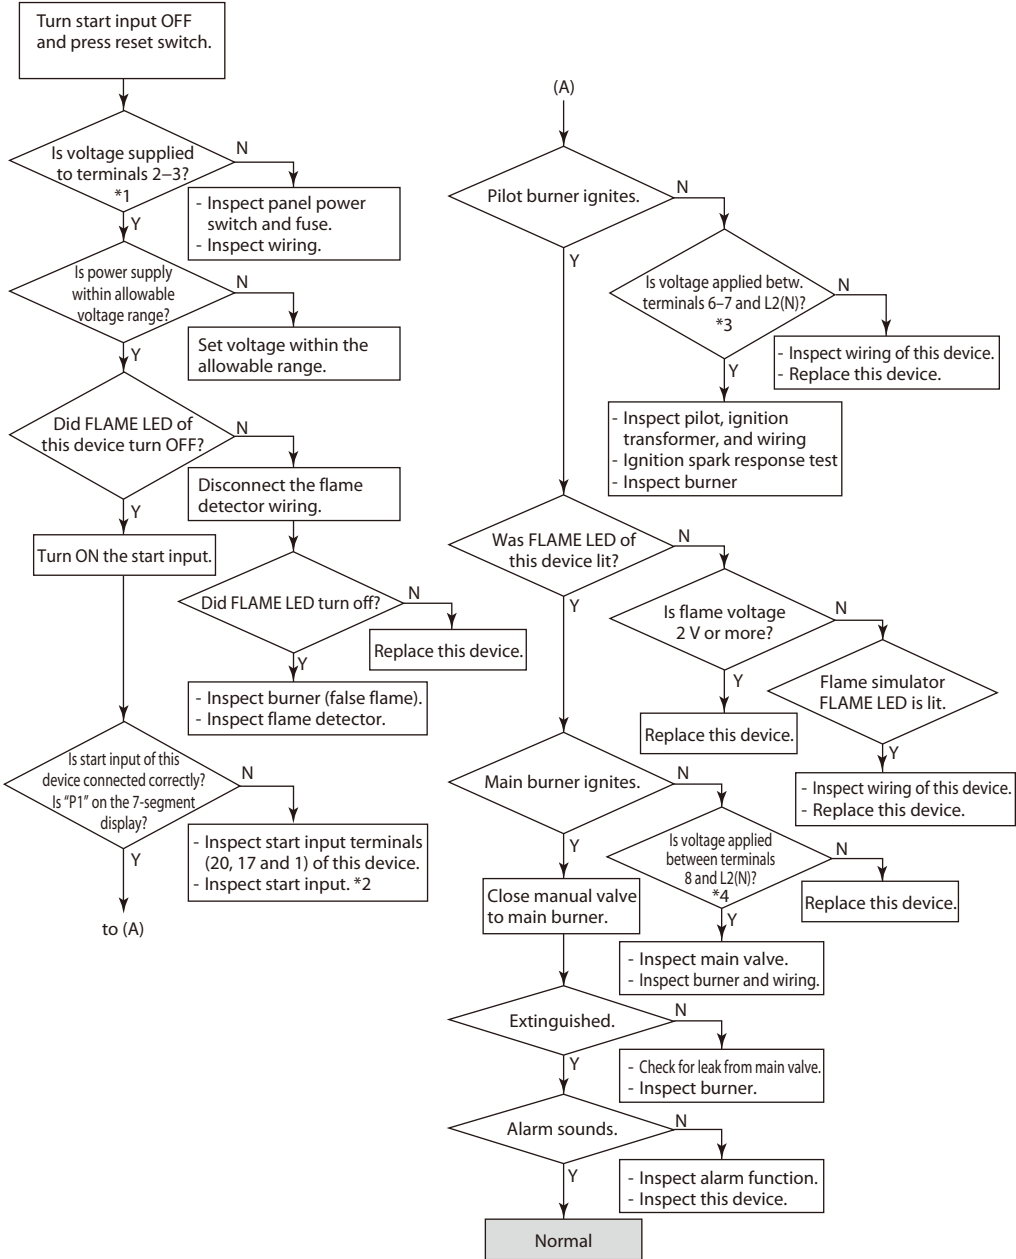 Turn start input OFF
and press reset switch.
Is voltage supplied
to terminals 2–3?
*1
N
- Inspect panel power
switch and fuse.
- Inspect wiring.
Y
Is power supply
within allowable
voltage range?
N
Set voltage within the
allowable range.
Y
Did FLAME LED of
this device turn OFF?
N
Disconnect the flame
detector wiring.
Y
Turn ON the start input.
Did FLAME LED turn off?
N
Replace this device.
Y
- Inspect burner (false flame).
- Inspect flame detector.
Is start input of this
device connected correctly?
Is “P1” on the 7-segment
display?
N
- Inspect start input terminals
(20, 17 and 1) of this device.
- Inspect start input. *2
Y
to (A)
(A)
Pilot burner ignites.
N
Y
Is voltage applied betw.
terminals 6–7 and L2(N)?
*3
N
- Inspect wiring of this device.
- Replace this device.
Y
- Inspect pilot, ignition
transformer, and wiring
- Ignition spark response test
- Inspect burner
Was FLAME LED of
this device lit?
N
Y
Is flame voltage
2 V or more?
N
Y
Replace this device.
Flame simulator
FLAME LED is lit.
Y
- Inspect wiring of this device.
- Replace this device.
Main burner ignites.
N
Y
Is voltage applied
between terminals
8 and L2(N)?
*4
N
Replace this device.
Y
- Inspect main valve.
- Inspect burner and wiring.
Close manual valve
to main burner.
Extinguished.
N
- Check for leak from main valve.
- Inspect burner.
Y
Alarm sounds.
N
- Inspect alarm function.
- Inspect this device.
Y
Normal